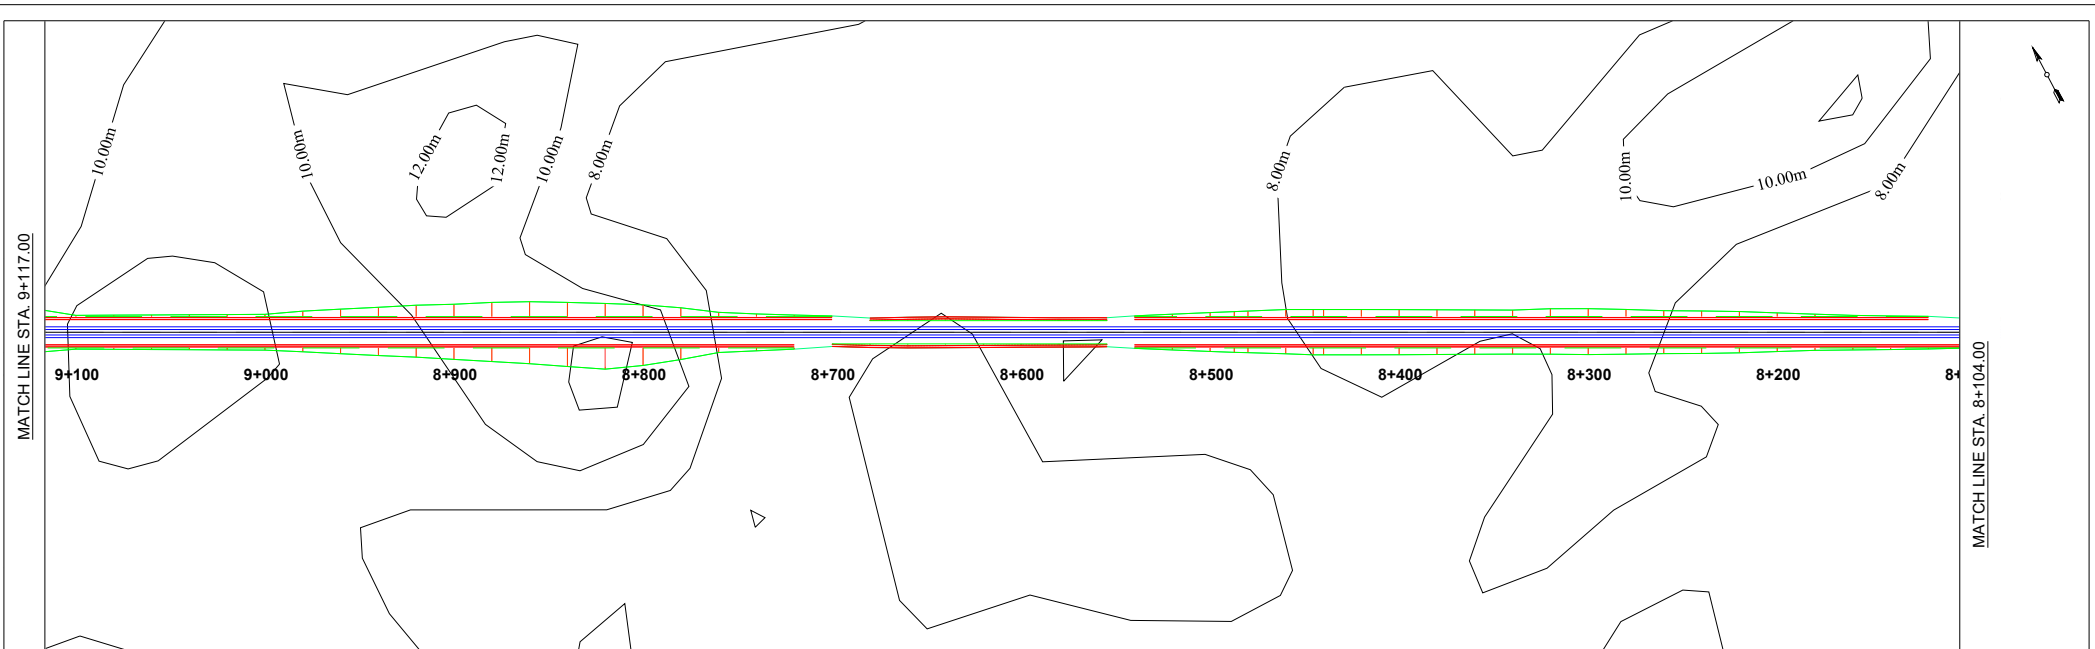 10.00m
10.00m
12.00m
12.00m
10.00m
8.00m
8.00m
10.00m
10.00m
8.00m
MATCH LINE STA. 9+117.00
9+100
9+000
8+900
8+800
8+700
8+600
8+500
8+400
8+300
8+200
8+
MATCH LINE STA. 8+104.00